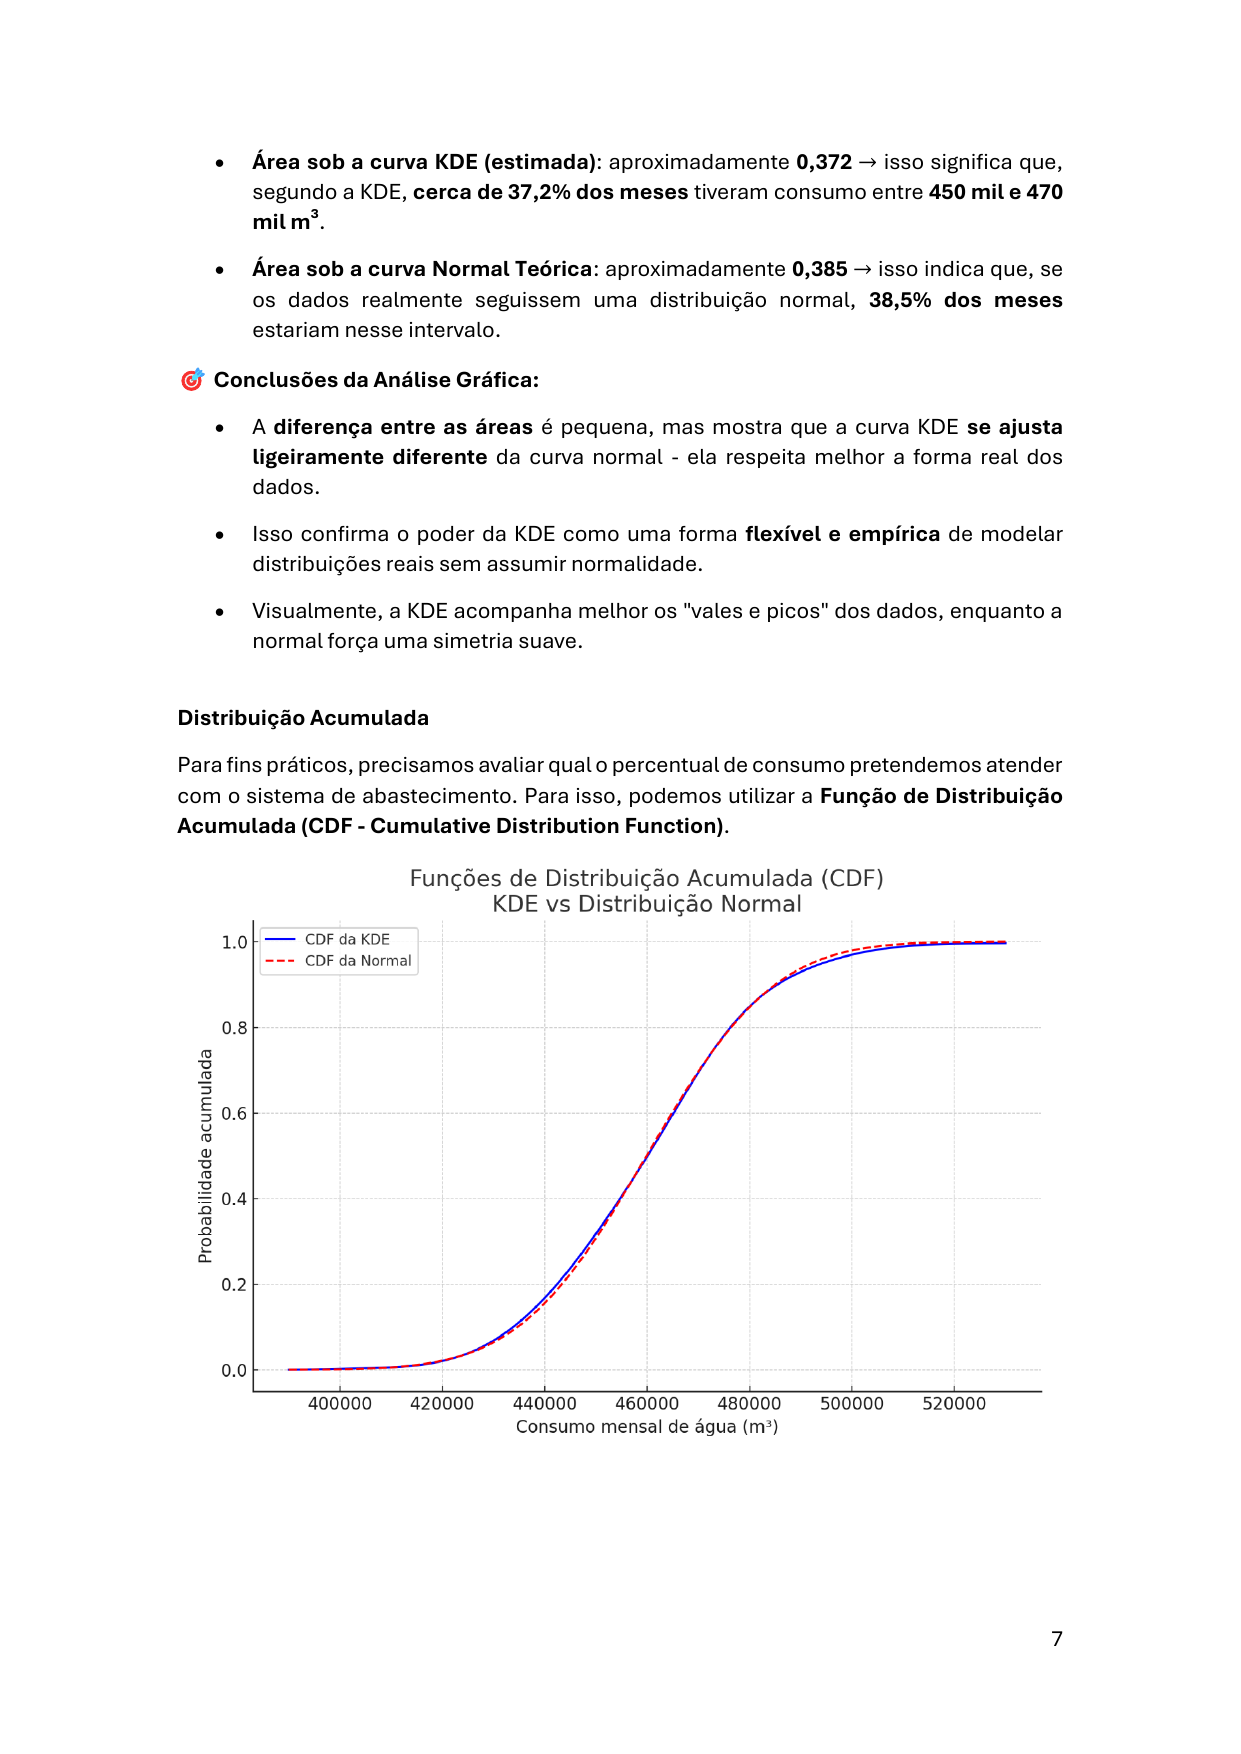 • Área sob a curva KDE (estimada): aproximadamente 0,372 → isso significa que,
segundo a KDE, cerca de 37,2% dos meses tiveram consumo entre 450 mil e 470
mil m³.
• Área sob a curva Normal Teórica: aproximadamente 0,385 → isso indica que, se
os dados realmente seguissem uma distribuição normal, 38,5% dos meses
estariam nesse intervalo.
🎯 Conclusões da Análise Gráfica:
• A diferença entre as áreas é pequena, mas mostra que a curva KDE se ajusta
ligeiramente diferente da curva normal - ela respeita melhor a forma real dos
dados.
• Isso confirma o poder da KDE como uma forma flexível e empírica de modelar
distribuições reais sem assumir normalidade.
• Visualmente, a KDE acompanha melhor os "vales e picos" dos dados, enquanto a
normal força uma simetria suave.
Distribuição Acumulada
Para fins práticos, precisamos avaliar qual o percentual de consumo pretendemos atender
com o sistema de abastecimento. Para isso, podemos utilizar a Função de Distribuição
Acumulada (CDF - Cumulative Distribution Function).
Funções de Distribuição Acumulada (CDF)
KDE vs Distribuição Normal
CDF da KDE
CDF da Normal
1.0
0.8
0.6
0.4
0.2
0.0
Probabilidade acumulada
400000 420000 440000 460000 480000 500000 520000
Consumo mensal de água (m³)
7